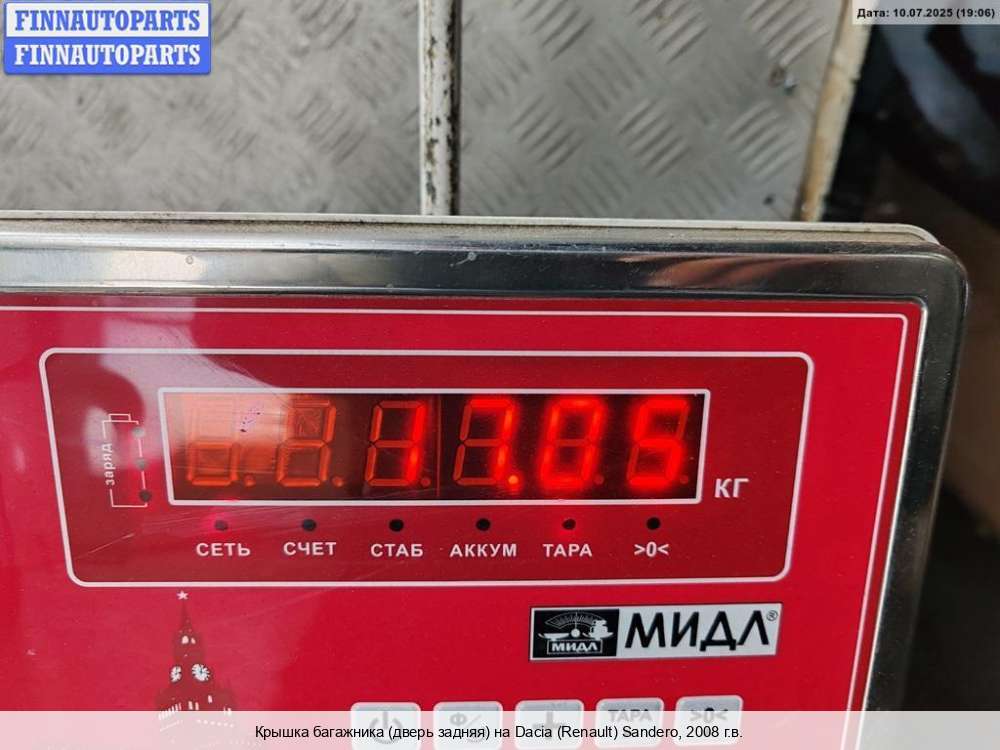 FINNAUTOPARTS
FINNAUTOPARTS
Дата: 10.07.2025 (19:06)
заряд
17.05
КГ
СЕТЬ СЧЕТ СТАБ АККУМ ТАРА >0<
МИДЛ МИДЛ®
ТАРА >0<
Крышка багажника (дверь задняя) на Dacia (Renault) Sandero, 2008 г.в.